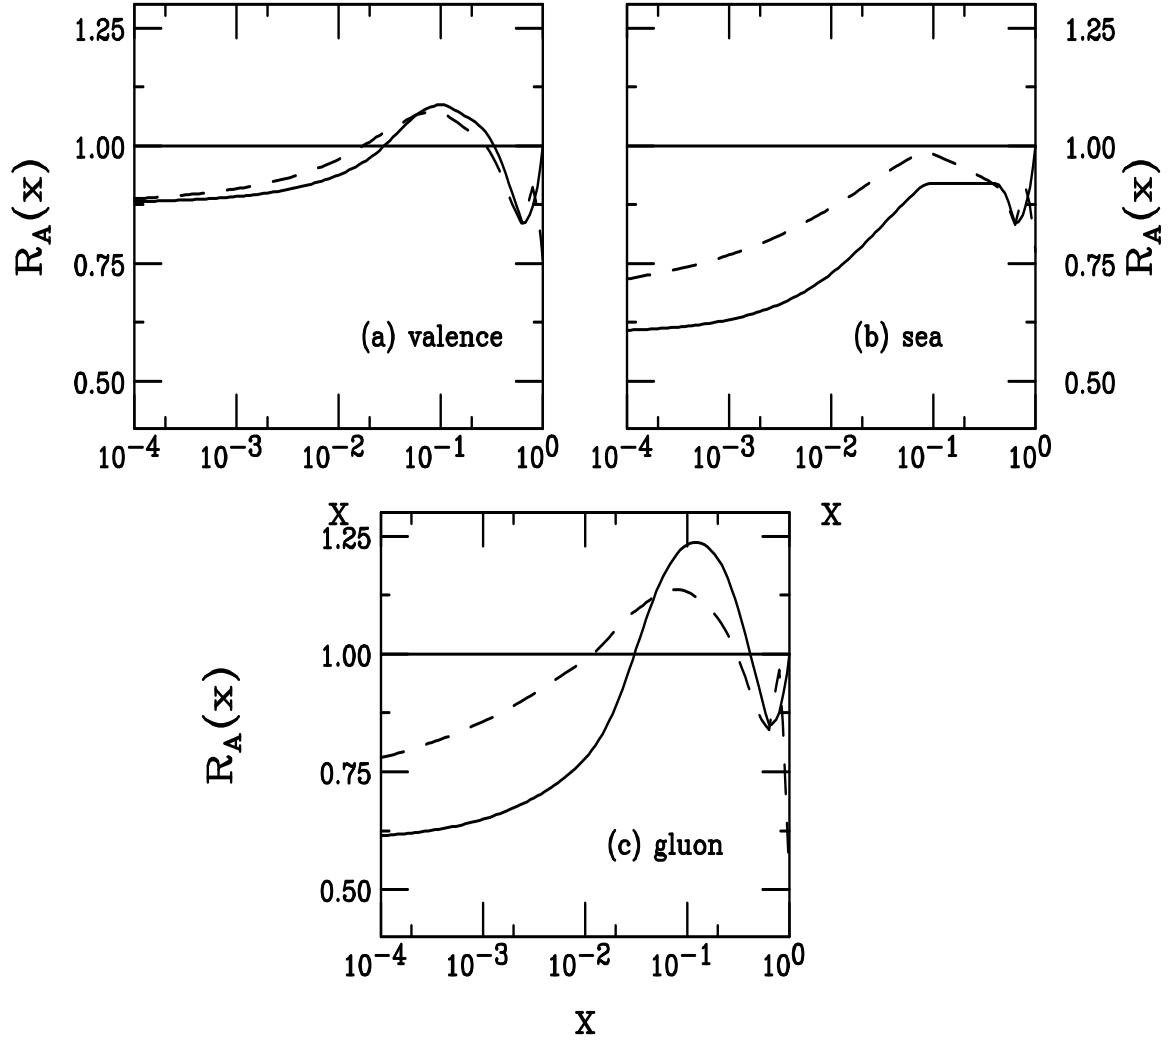 1.25 1.25
1.00 1.00
R_A(x) R_A(x)
0.75 0.75
(a) valence (b) sea
0.50 0.50
10^-4 10^-3 10^-2 10^-1 10^0 10^-4 10^-3 10^-2 10^-1 10^0
X X
1.25
1.00
R_A(x)
0.75
(c) gluon
0.50
10^-4 10^-3 10^-2 10^-1 10^0
X